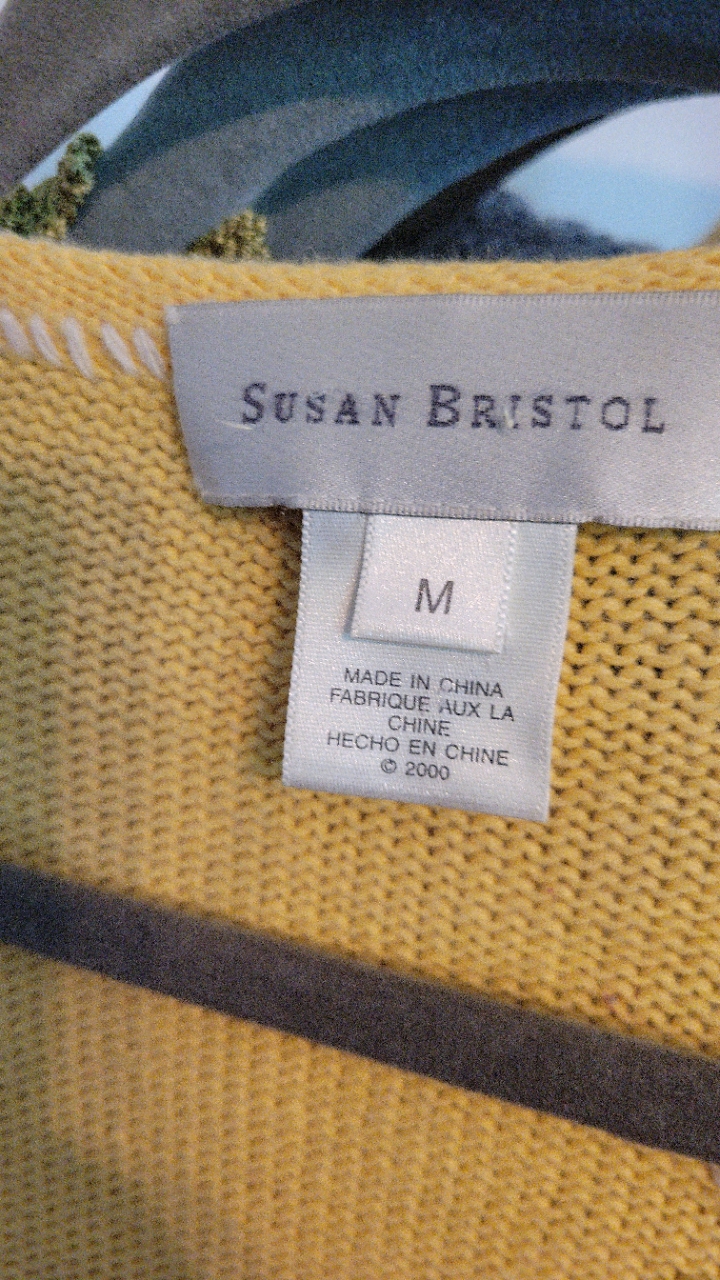 SUSAN BRISTOL
M
MADE IN CHINA
FABRIQUE AUX LA
CHINE
HECHO EN CHINE
© 2000